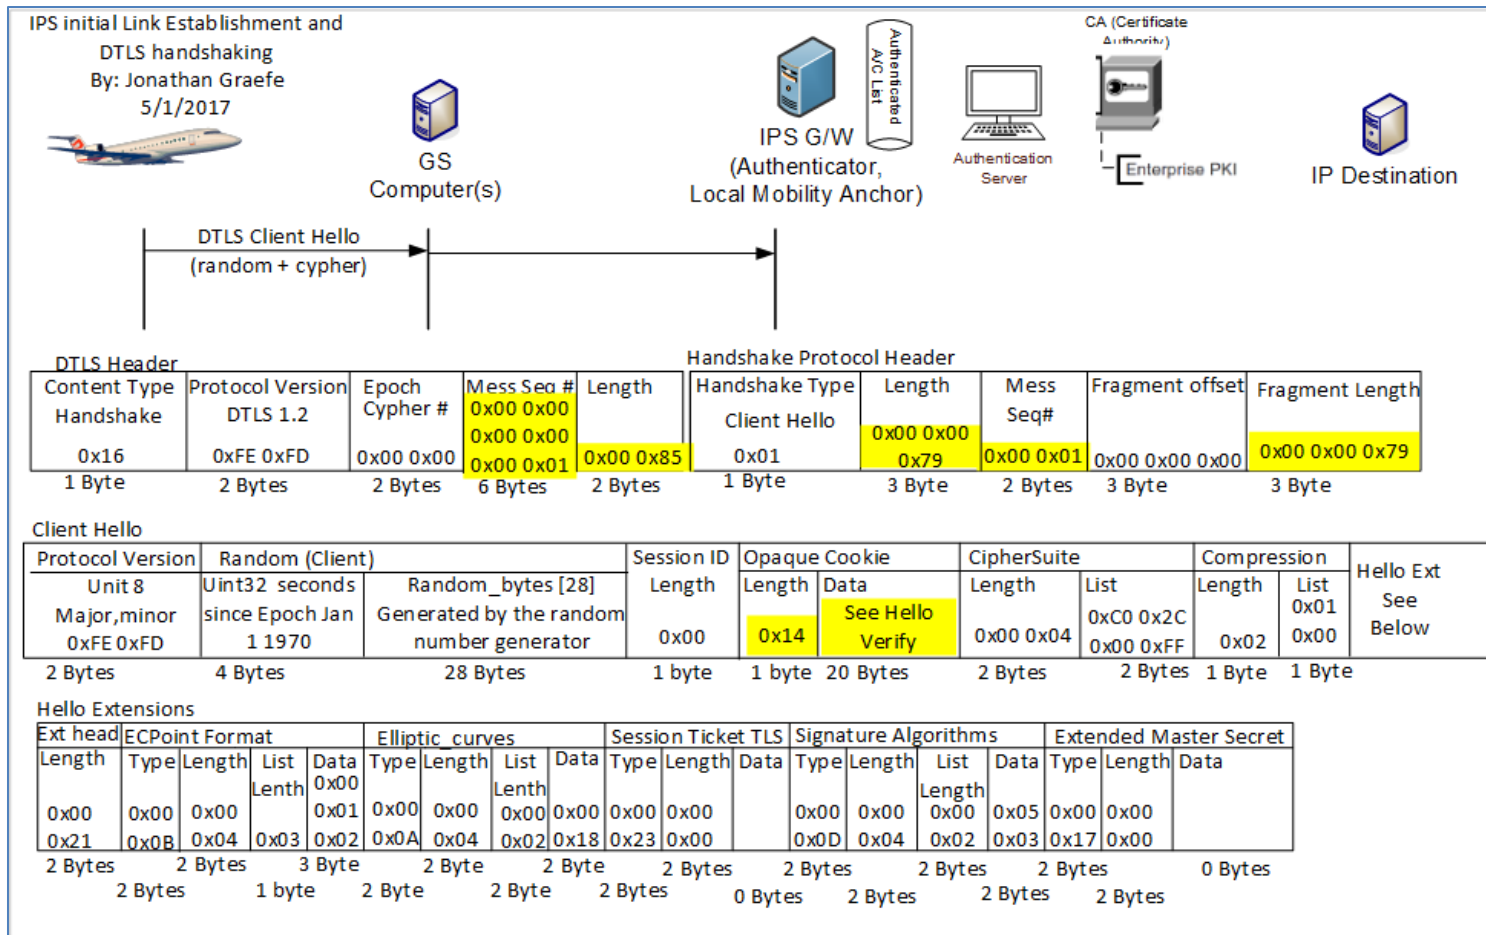 IPS initial Link Establishment and
DTLS handshaking
By: Jonathan Graefe
5/1/2017
GS
Computer(s)
IPS G/W
(Authenticator,
Local Mobility Anchor)
Authenticated
A/C List
Authentication
Server
CA (Certificate
Authority)
Enterprise PKI
IP Destination
DTLS Client Hello
(random + cypher)
DTLS Header
Handshake Protocol Header
Content Type Protocol Version Epoch Mess Seq # Length Handshake Type Length Mess Fragment offset Fragment Length
Handshake DTLS 1.2 Cypher # 0x00 0x00 Client Hello Seq#
0x00 0x00 0x00 0x00
0x16 0xFE 0xFD 0x00 0x00 0x00 0x01 0x00 0x85 0x01 0x79 0x00 0x01 0x00 0x00 0x00 0x00 0x00 0x79
1 Byte 2 Bytes 2 Bytes 6 Bytes 2 Bytes 1 Byte 3 Byte 2 Bytes 3 Byte 3 Byte
Client Hello
Protocol Version Random (Client) Session ID Opaque Cookie CipherSuite Compression
Unit 8 Uint32 seconds Random_bytes [28] Length Length Data Length List Length List Hello Ext
Major,minor since Epoch Jan Generated by the random See Hello 0xC0 0x2C 0x01 See
0xFE 0xFD 1 1970 number generator 0x00 0x14 Verify 0x00 0x04 0x00 0xFF 0x02 0x00 Below
2 Bytes 4 Bytes 28 Bytes 1 byte 1 byte 20 Bytes 2 Bytes 2 Bytes 1 Byte 1 Byte
Hello Extensions
Ext head ECPoint Format Elliptic_curves Session Ticket TLS Signature Algorithms Extended Master Secret
Length Type Length List Data Type Length List Data Type Length Data Type Length List Data Type Length Data
Lenth 0x00 Lenth Length
0x00 0x00 0x00 0x01 0x00 0x00 0x00 0x00 0x00 0x00 0x00 0x00 0x00 0x05 0x00 0x00
0x21 0x0B 0x04 0x03 0x02 0x0A 0x04 0x02 0x18 0x23 0x00 0x0D 0x04 0x02 0x03 0x17 0x00
2 Bytes 2 Bytes 3 Byte 2 Byte 2 Byte 2 Bytes 2 Bytes 2 Bytes 0 Bytes
2 Bytes 1 byte 2 Byte 2 Byte 2 Bytes 0 Bytes 2 Bytes 2 Bytes 2 Bytes